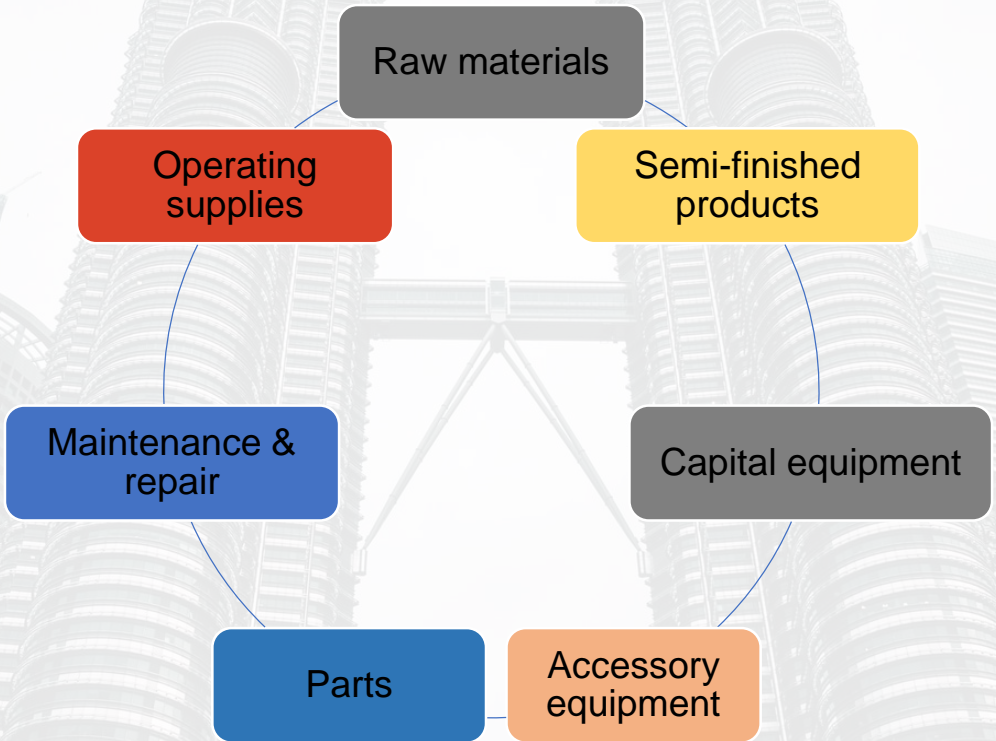 Raw materials
Semi-finished
products
Capital equipment
Accessory
equipment
Parts
Maintenance &
repair
Operating
supplies